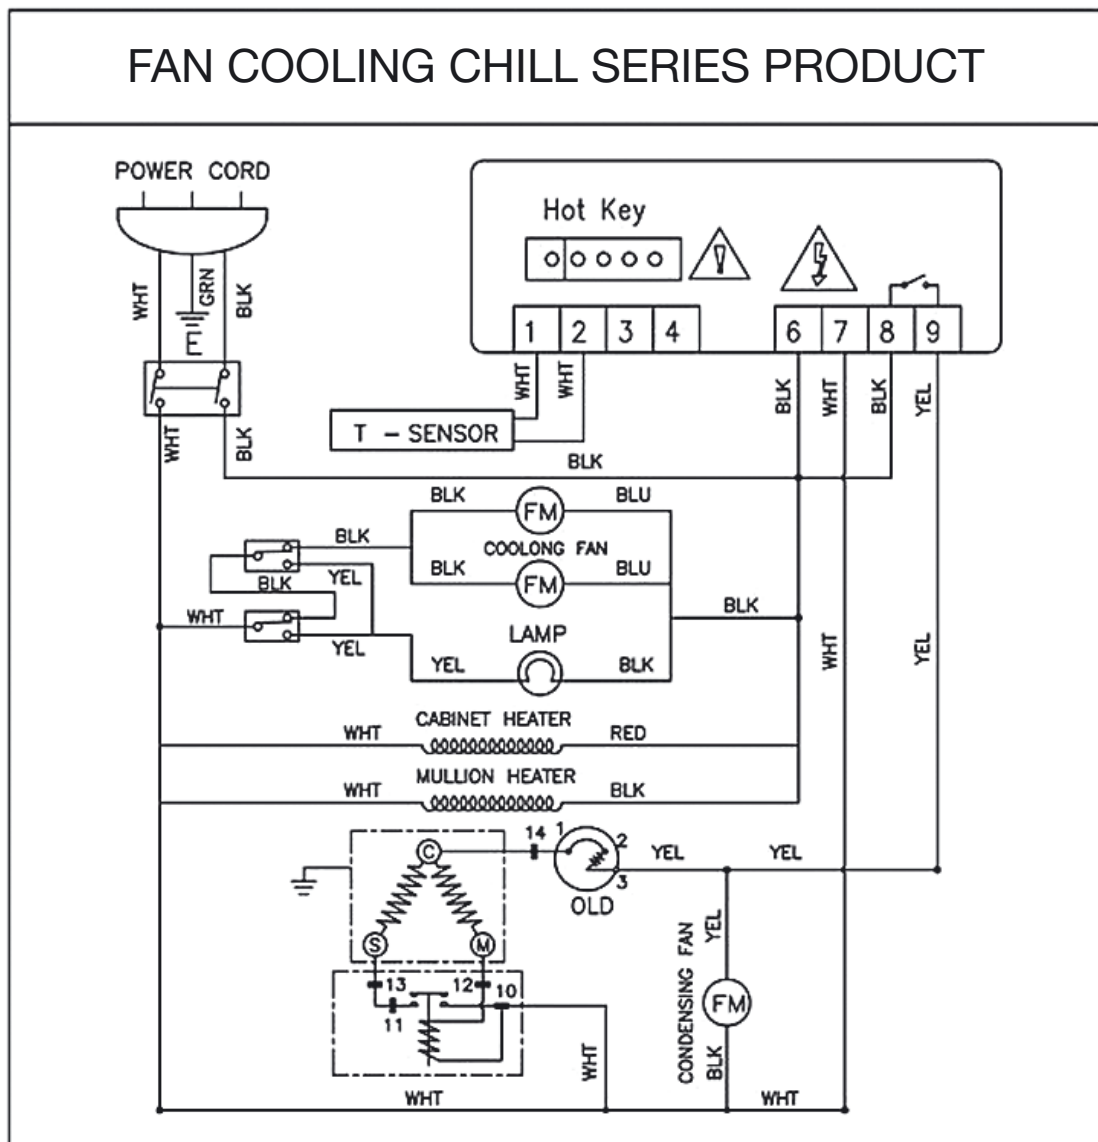 FAN COOLING CHILL SERIES PRODUCT
POWER CORD
WHT
GRN
BLK
E
WHT
BLK
Hot Key
1 2 3 4
6 7 8 9
WHT
WHT
BLK
WHT
BLK
YEL
T - SENSOR
BLK
BLK
FM
BLU
COOLONG FAN
BLK
FM
BLU
BLK
YEL
BLK
WHT
YEL
BLK
LAMP
YEL
BLK
WHT
YEL
CABINET HEATER
WHT
RED
MULLION HEATER
WHT
BLK
C
S
M
14
1
2
3
OLD
YEL
YEL
13
12
10
11
WHT
YEL
CONDENSING FAN
FM
BLK
WHT
WHT